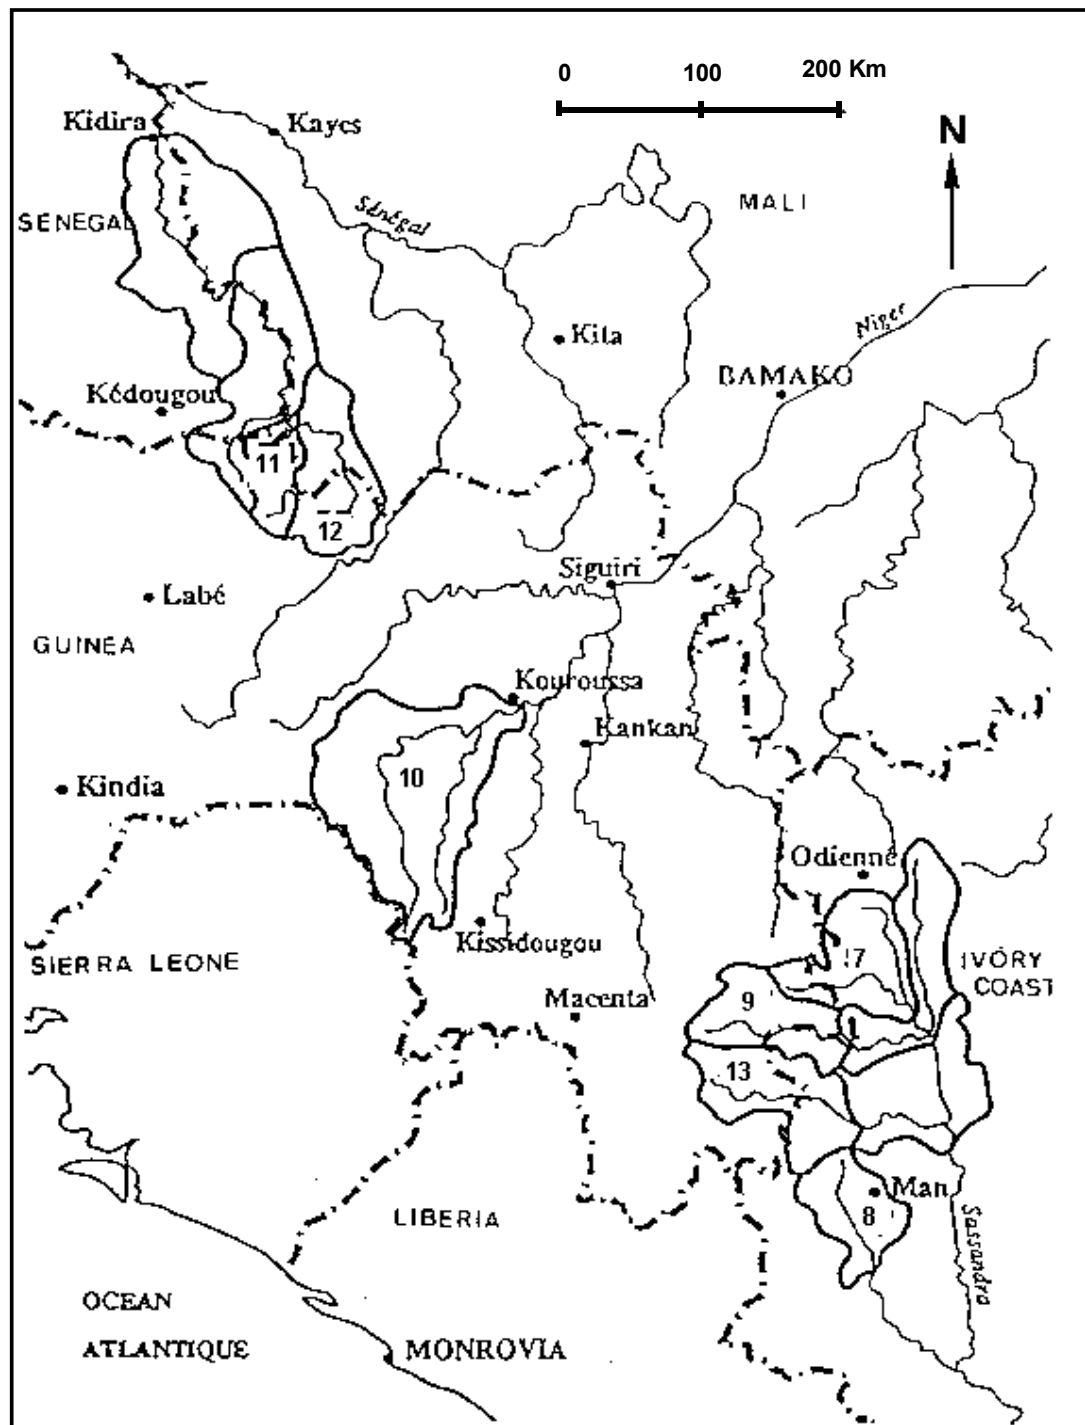 0 100 200 Km
Kidira
Kayes
N
SENEGAL
Sénégal
MALI
Niger
Kita
BAMAKO
Kédougou
11
12
Siguiri
Labé
GUINEA
Kouroussa
Kankan
10
Kindia
Odienné
Kissidougou
SIERRA LEONE
17
IVORY
COAST
Macenta
9
13
Man
8
LIBERIA
Sassandra
OCEAN
ATLANTIQUE
MONROVIA